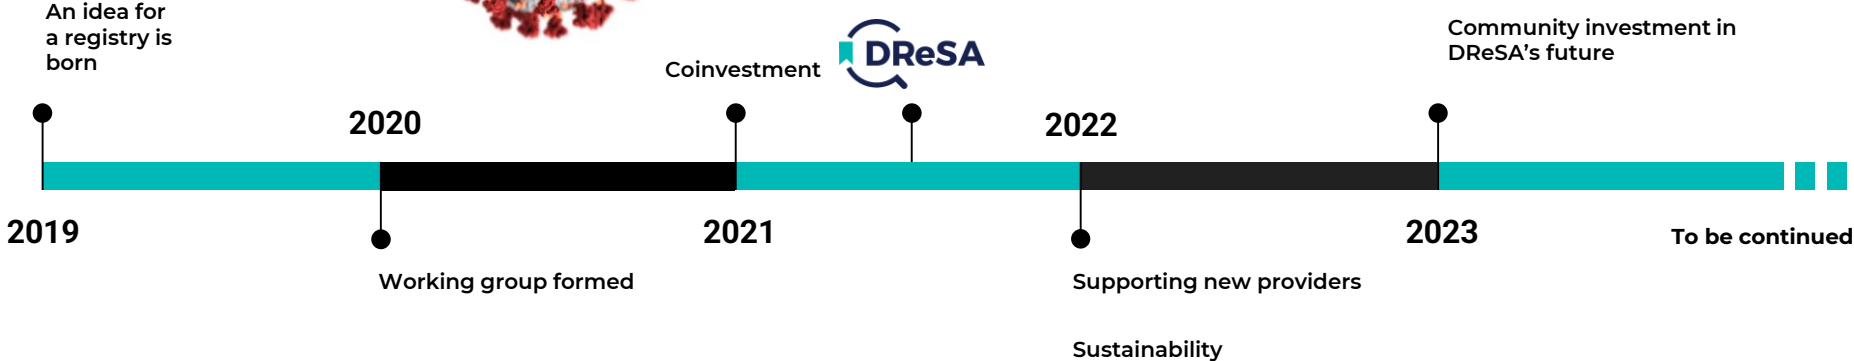 An idea for
a registry is
born
Coinvestment
DReSA
Community investment in
DReSA’s future
2020
2022
2019
2021
2023
To be continued
Working group formed
Supporting new providers
Sustainability